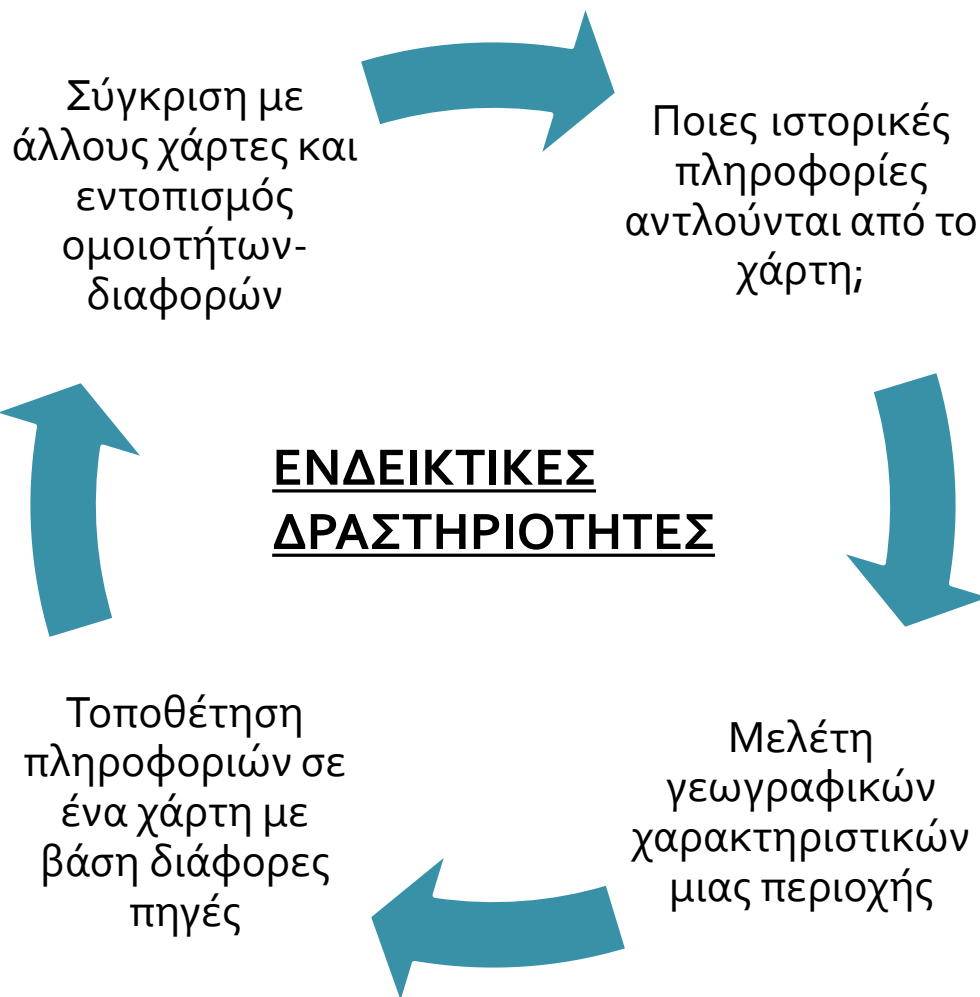 Σύγκριση με
άλλους χάρτες και
εντοπισμός
ομοιοτήτων-
διαφορών
Ποιες ιστορικές
πληροφορίες
αντλούνται από το
χάρτη;
ΕΝΔΕΙΚΤΙΚΕΣ
ΔΡΑΣΤΗΡΙΟΤΗΤΕΣ
Τοποθέτηση
πληροφοριών σε
ένα χάρτη με
βάση διάφορες
πηγές
Μελέτη
γεωγραφικών
χαρακτηριστικών
μιας περιοχής